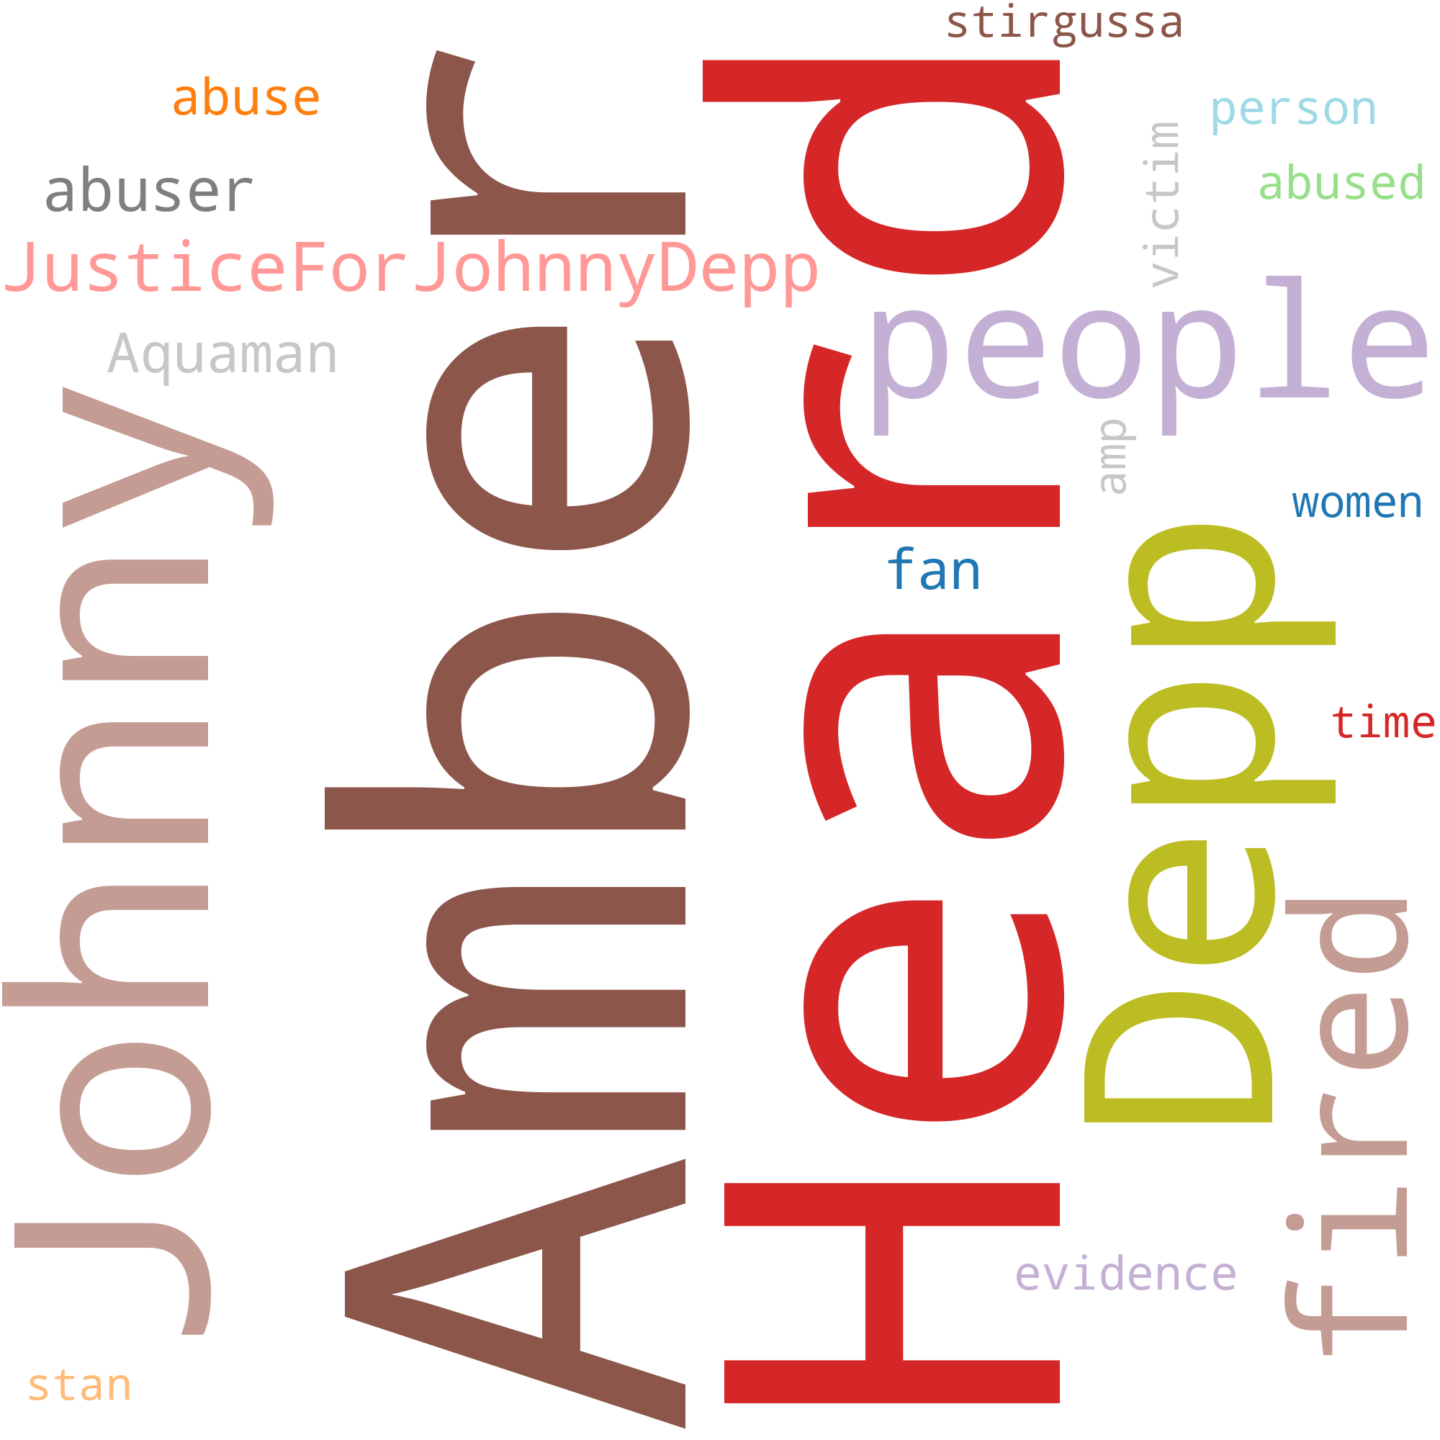 stirgussa
abuse
person
abuser
victim
abused
JusticeForJohnnyDepp
people
Aquaman
Johnny
Amber
Heard
amp
women
fan
Depp
time
fired
evidence
stan